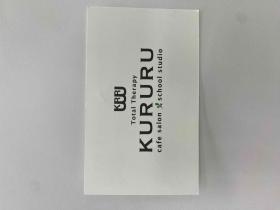 Total Therapy
KURURU
cafe salon school studio